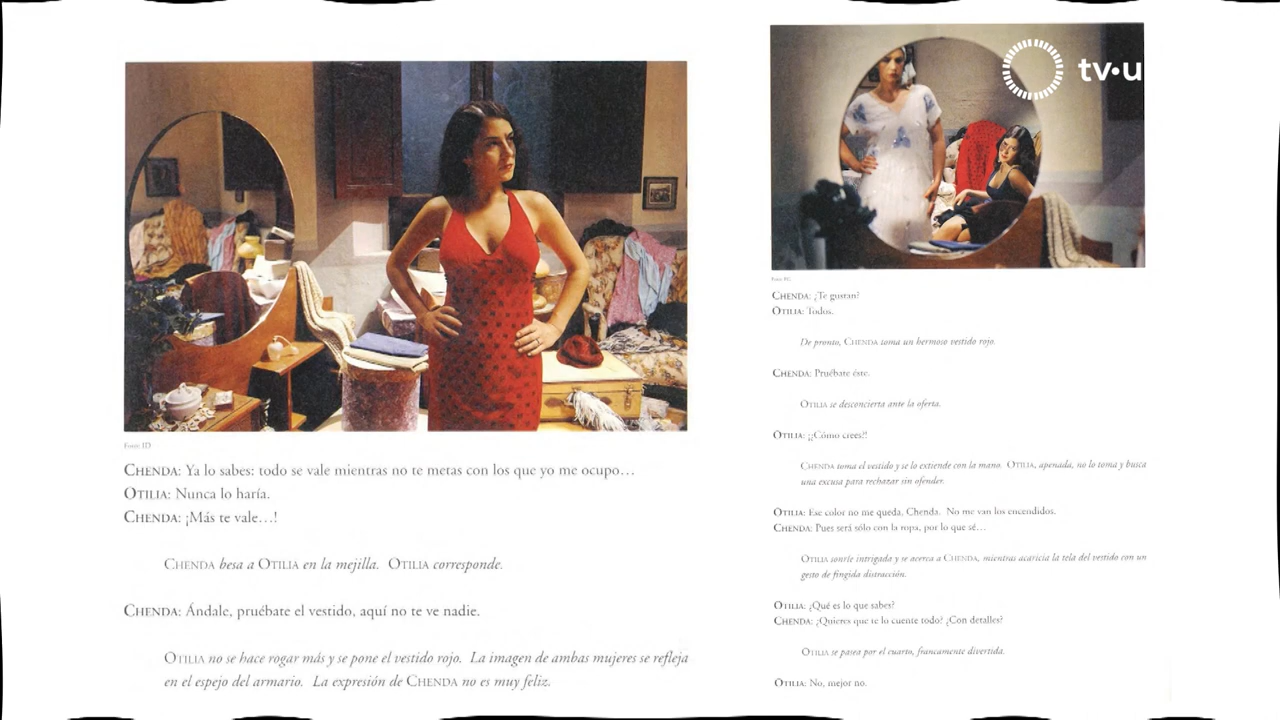 Foto: ID
CHENDA: Ya lo sabes: todo se vale mientras no te metas con los que yo me ocupo…
OTILIA: Nunca lo haría.
CHENDA: ¡Más te vale…!
CHENDA besa a OTILIA en la mejilla. OTILIA corresponde.
CHENDA: Ándale, pruébate el vestido, aquí no te ve nadie.
OTILIA no se hace rogar más y se pone el vestido rojo. La imagen de ambas mujeres se refleja
en el espejo del armario. La expresión de CHENDA no es muy feliz.
tv·u
CHENDA: ¿Te gustan?
OTILIA: Todos.
De pronto, CHENDA toma un hermoso vestido rojo.
CHENDA: Pruébate éste.
OTILIA se desconcierta ante la oferta.
OTILIA: ¡¿Cómo crees?!
CHENDA toma el vestido y se lo extiende con la mano. OTILIA, apenada, no lo toma y busca
una excusa para rechazar sin ofender.
OTILIA: Ese color no me queda, Chenda. No me van los encendidos.
CHENDA: Pues será sólo con la ropa, por lo que sé…
OTILIA sonríe intrigada y se acerca a CHENDA, mientras acaricia la tela del vestido con un
gesto de fingida distracción.
OTILIA: ¿Qué es lo que sabes?
CHENDA: ¿Quieres que te lo cuente todo? ¿Con detalles?
OTILIA se pasea por el cuarto, francamente divertida.
OTILIA: No, mejor no.